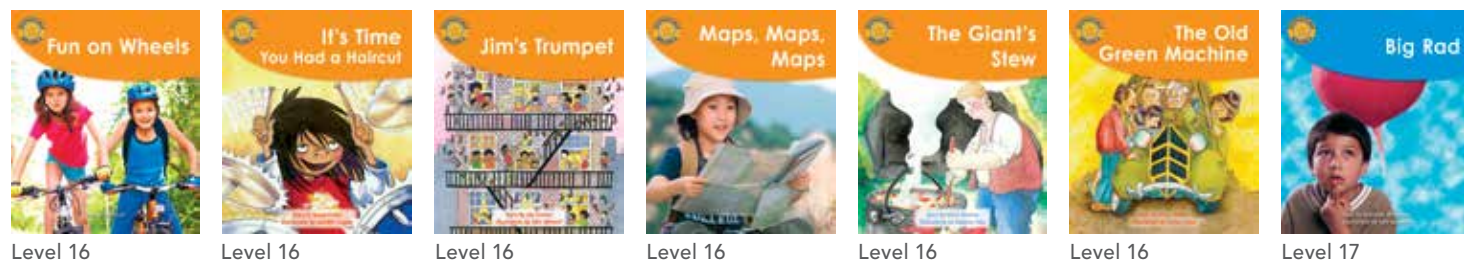 Fun on Wheels
It's Time
You Had a Haircut
Jim's Trumpet
Maps, Maps,
Maps
The Giant's
Stew
The Old
Green Machine
Big Rad
Level 16
Level 16
Level 16
Level 16
Level 16
Level 16
Level 17